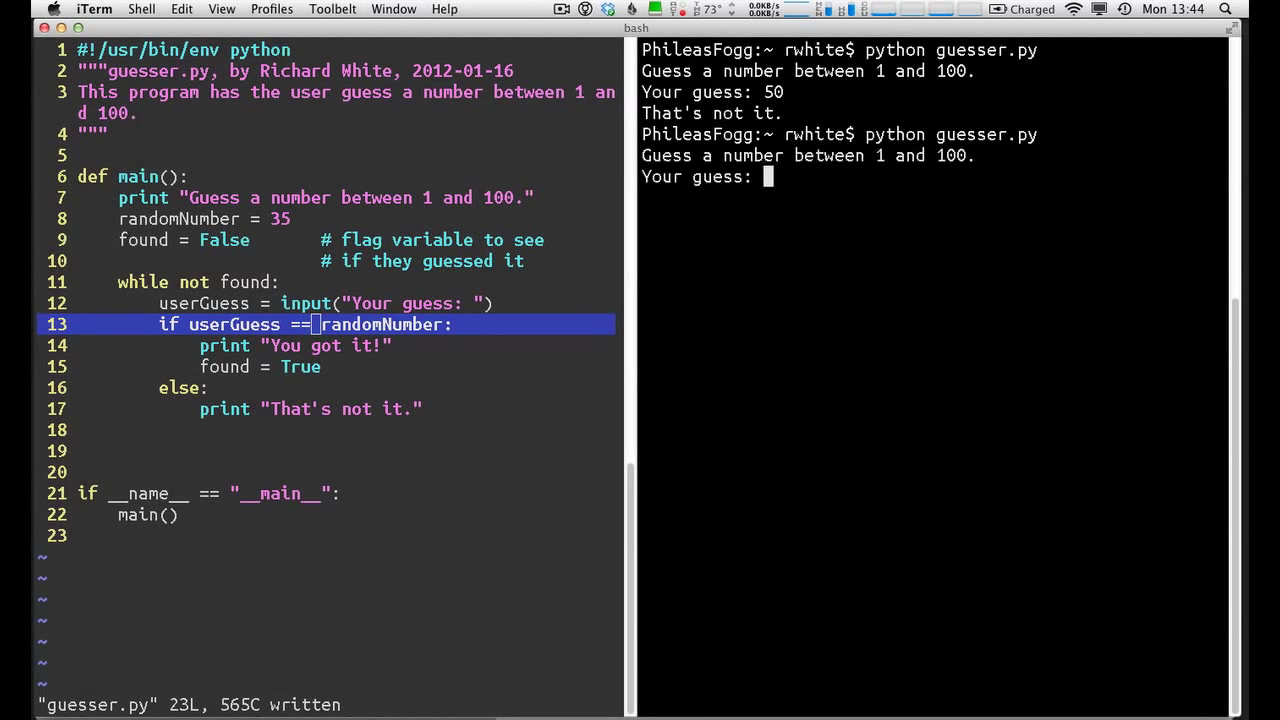 iTerm Shell Edit View Profiles Toolbelt Window Help 73° 0.0KB/s 0.0KB/s Charged Mon 13:44
bash
1 #!/usr/bin/env python
2 """guesser.py, by Richard White, 2012-01-16
3 This program has the user guess a number between 1 an
d 100.
4 """
5
6 def main():
7 print "Guess a number between 1 and 100."
8 randomNumber = 35
9 found = False # flag variable to see
10 # if they guessed it
11 while not found:
12 userGuess = input("Your guess: ")
13 if userGuess == randomNumber:
14 print "You got it!"
15 found = True
16 else:
17 print "That's not it."
18
19
20
21 if __name__ == "__main__":
22 main()
23
~
~
~
~
~
~
~
"guesser.py" 23L, 565C written
PhileasFogg:~ rwhite$ python guesser.py
Guess a number between 1 and 100.
Your guess: 50
That's not it.
PhileasFogg:~ rwhite$ python guesser.py
Guess a number between 1 and 100.
Your guess: